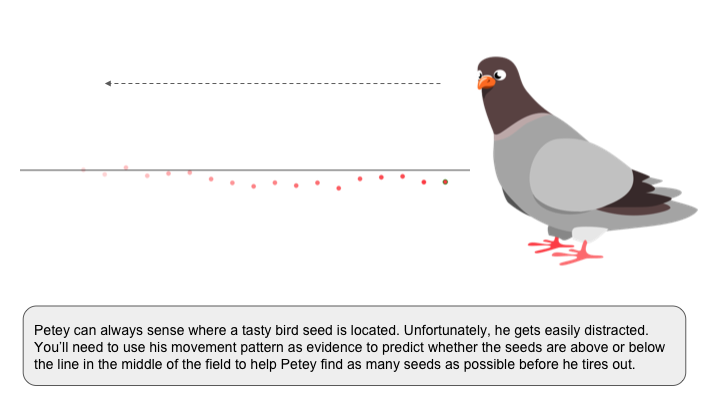 Petey can always sense where a tasty bird seed is located. Unfortunately, he gets easily distracted.
You'll need to use his movement pattern as evidence to predict whether the seeds are above or below
the line in the middle of the field to help Petey find as many seeds as possible before he tires out.